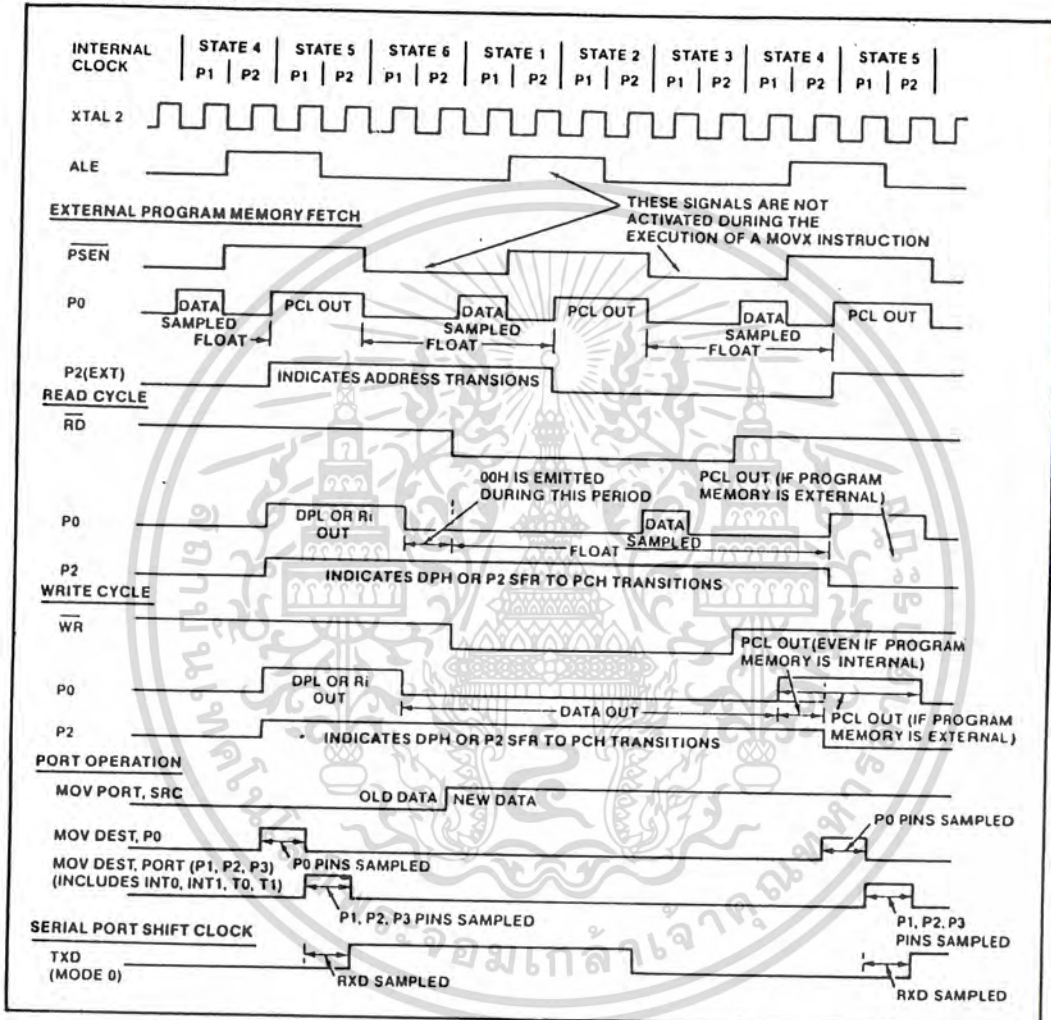 INTERNAL CLOCK
STATE 4 STATE 5 STATE 6 STATE 1 STATE 2 STATE 3 STATE 4 STATE 5
P1 P2 P1 P2 P1 P2 P1 P2 P1 P2 P1 P2 P1 P2 P1 P2
XTAL 2
ALE
THESE SIGNALS ARE NOT
ACTIVATED DURING THE
EXECUTION OF A MOVX INSTRUCTION
EXTERNAL PROGRAM MEMORY FETCH
PSEN
P0
DATA PCL OUT DATA PCL OUT DATA PCL OUT
SAMPLED SAMPLED SAMPLED
FLOAT FLOAT FLOAT
P2(EXT)
INDICATES ADDRESS TRANSIONS
READ CYCLE
RD
00H IS EMITTED
DURING THIS PERIOD
PCL OUT (IF PROGRAM
MEMORY IS EXTERNAL)
P0
DPL OR Ri
OUT
DATA
SAMPLED
FLOAT
P2
INDICATES DPH OR P2 SFR TO PCH TRANSITIONS
WRITE CYCLE
WR
PCL OUT(EVEN IF PROGRAM
MEMORY IS INTERNAL)
P0
DPL OR Ri
OUT
DATA OUT
PCL OUT (IF PROGRAM
MEMORY IS EXTERNAL)
P2
INDICATES DPH OR P2 SFR TO PCH TRANSITIONS
PORT OPERATION
MOV PORT, SRC
OLD DATA NEW DATA
MOV DEST, P0
P0 PINS SAMPLED
P0 PINS SAMPLED
MOV DEST, PORT (P1, P2, P3)
(INCLUDES INT0, INT1, T0, T1)
P1, P2, P3 PINS SAMPLED
P1, P2, P3
PINS SAMPLED
SERIAL PORT SHIFT CLOCK
TXD
(MODE 0)
RXD SAMPLED
RXD SAMPLED